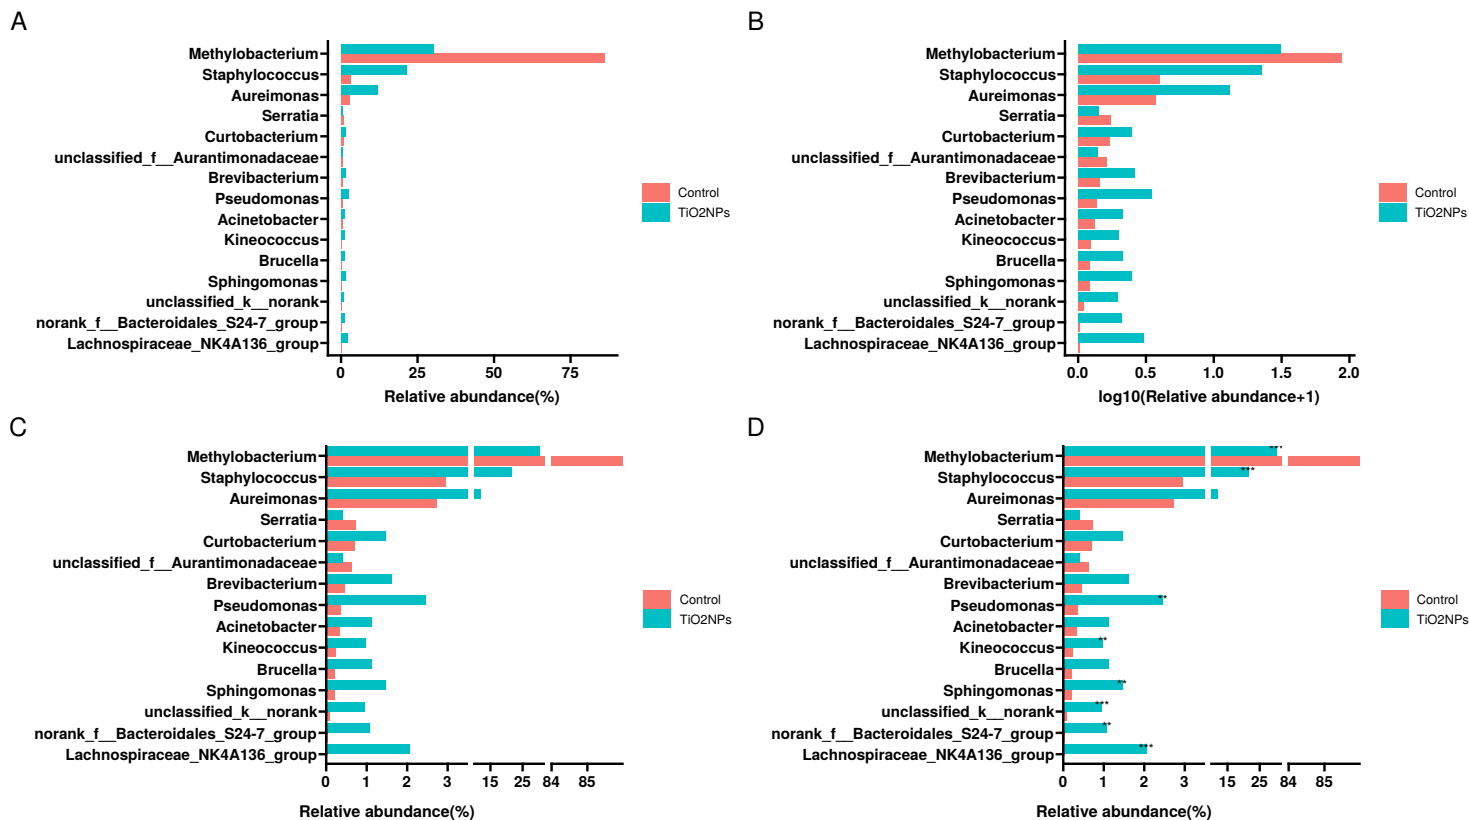 A
Methylobacterium
Staphylococcus
Aureimonas
Serratia
Curtobacterium
unclassified_f__Aurantimonadaceae
Brevibacterium
Pseudomonas
Acinetobacter
Kineococcus
Brucella
Sphingomonas
unclassified_k__norank
norank_f__Bacteroidales_S24-7_group
Lachnospiraceae_NK4A136_group
0 25 50 75
Relative abundance(%)
Control
TiO2NPs
B
Methylobacterium
Staphylococcus
Aureimonas
Serratia
Curtobacterium
unclassified_f__Aurantimonadaceae
Brevibacterium
Pseudomonas
Acinetobacter
Kineococcus
Brucella
Sphingomonas
unclassified_k__norank
norank_f__Bacteroidales_S24-7_group
Lachnospiraceae_NK4A136_group
0.0 0.5 1.0 1.5 2.0
log10(Relative abundance+1)
Control
TiO2NPs
C
Methylobacterium
Staphylococcus
Aureimonas
Serratia
Curtobacterium
unclassified_f__Aurantimonadaceae
Brevibacterium
Pseudomonas
Acinetobacter
Kineococcus
Brucella
Sphingomonas
unclassified_k__norank
norank_f__Bacteroidales_S24-7_group
Lachnospiraceae_NK4A136_group
0 1 2 3 15 25 84 85
Relative abundance(%)
Control
TiO2NPs
D
Methylobacterium ***
Staphylococcus ***
Aureimonas
Serratia
Curtobacterium
unclassified_f__Aurantimonadaceae
Brevibacterium
Pseudomonas **
Acinetobacter
Kineococcus **
Brucella
Sphingomonas **
unclassified_k__norank ***
norank_f__Bacteroidales_S24-7_group **
Lachnospiraceae_NK4A136_group ***
0 1 2 3 15 25 84 85
Relative abundance(%)
Control
TiO2NPs